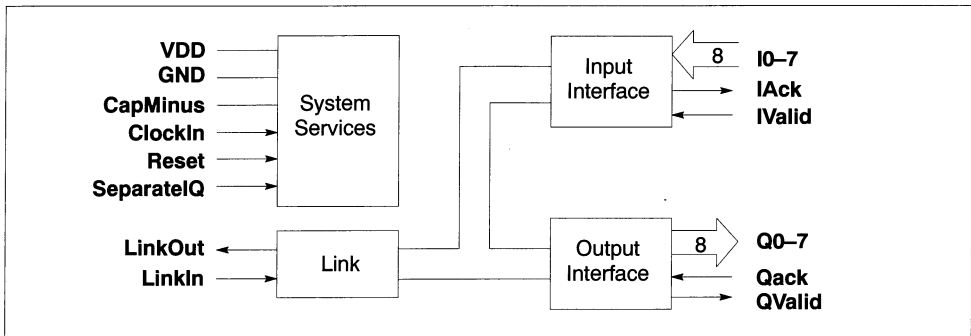 VDD
GND
CapMinus
ClockIn
Reset
SeparateIQ
System
Services
LinkOut
LinkIn
Link
Input
Interface
8
I0–7
IAck
IValid
Output
Interface
8
Q0–7
Qack
QValid